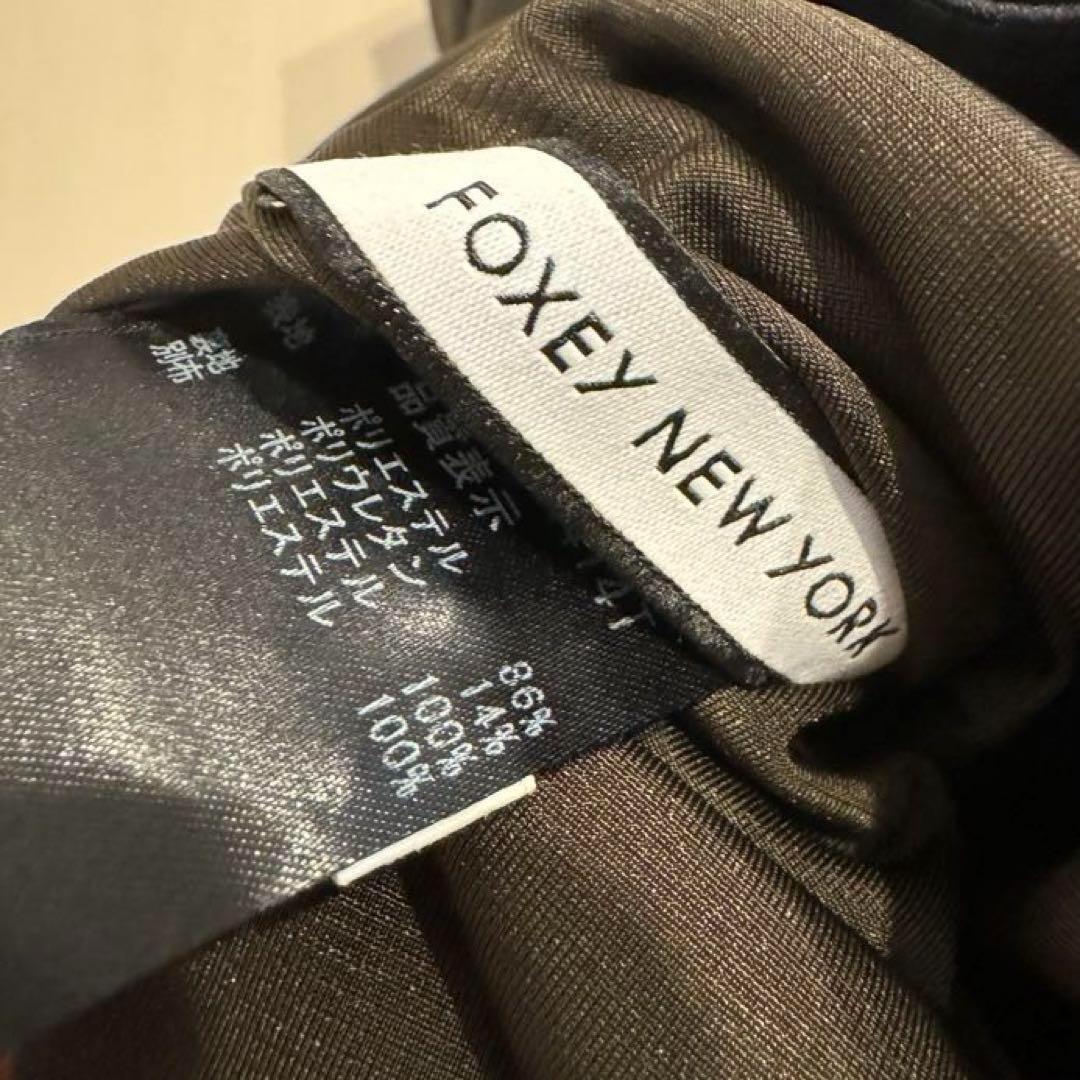 FOXEY NEW YORK
品質表示
表地 ポリエステル 86%
ポリウレタン 14%
裏地 ポリエステル 100%
別布 ポリエステル 100%